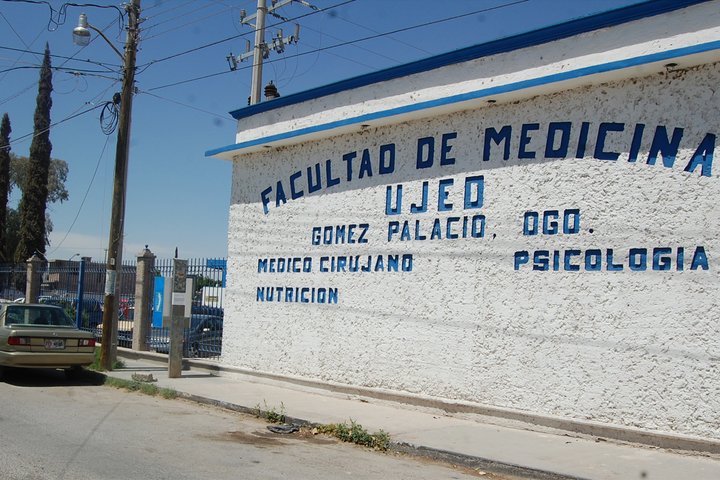 FACULTAD DE MEDICINA
UJED
GOMEZ PALACIO, DGO.
MEDICO CIRUJANO PSICOLOGIA
NUTRICION